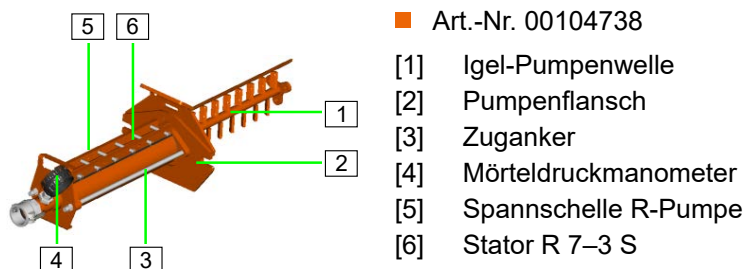 5 6
1
2
4 3
Art.-Nr. 00104738
[1] Igel-Pumpenwelle
[2] Pumpenflansch
[3] Zuganker
[4] Mörteldruckmanometer
[5] Spannschelle R-Pumpe
[6] Stator R 7–3 S